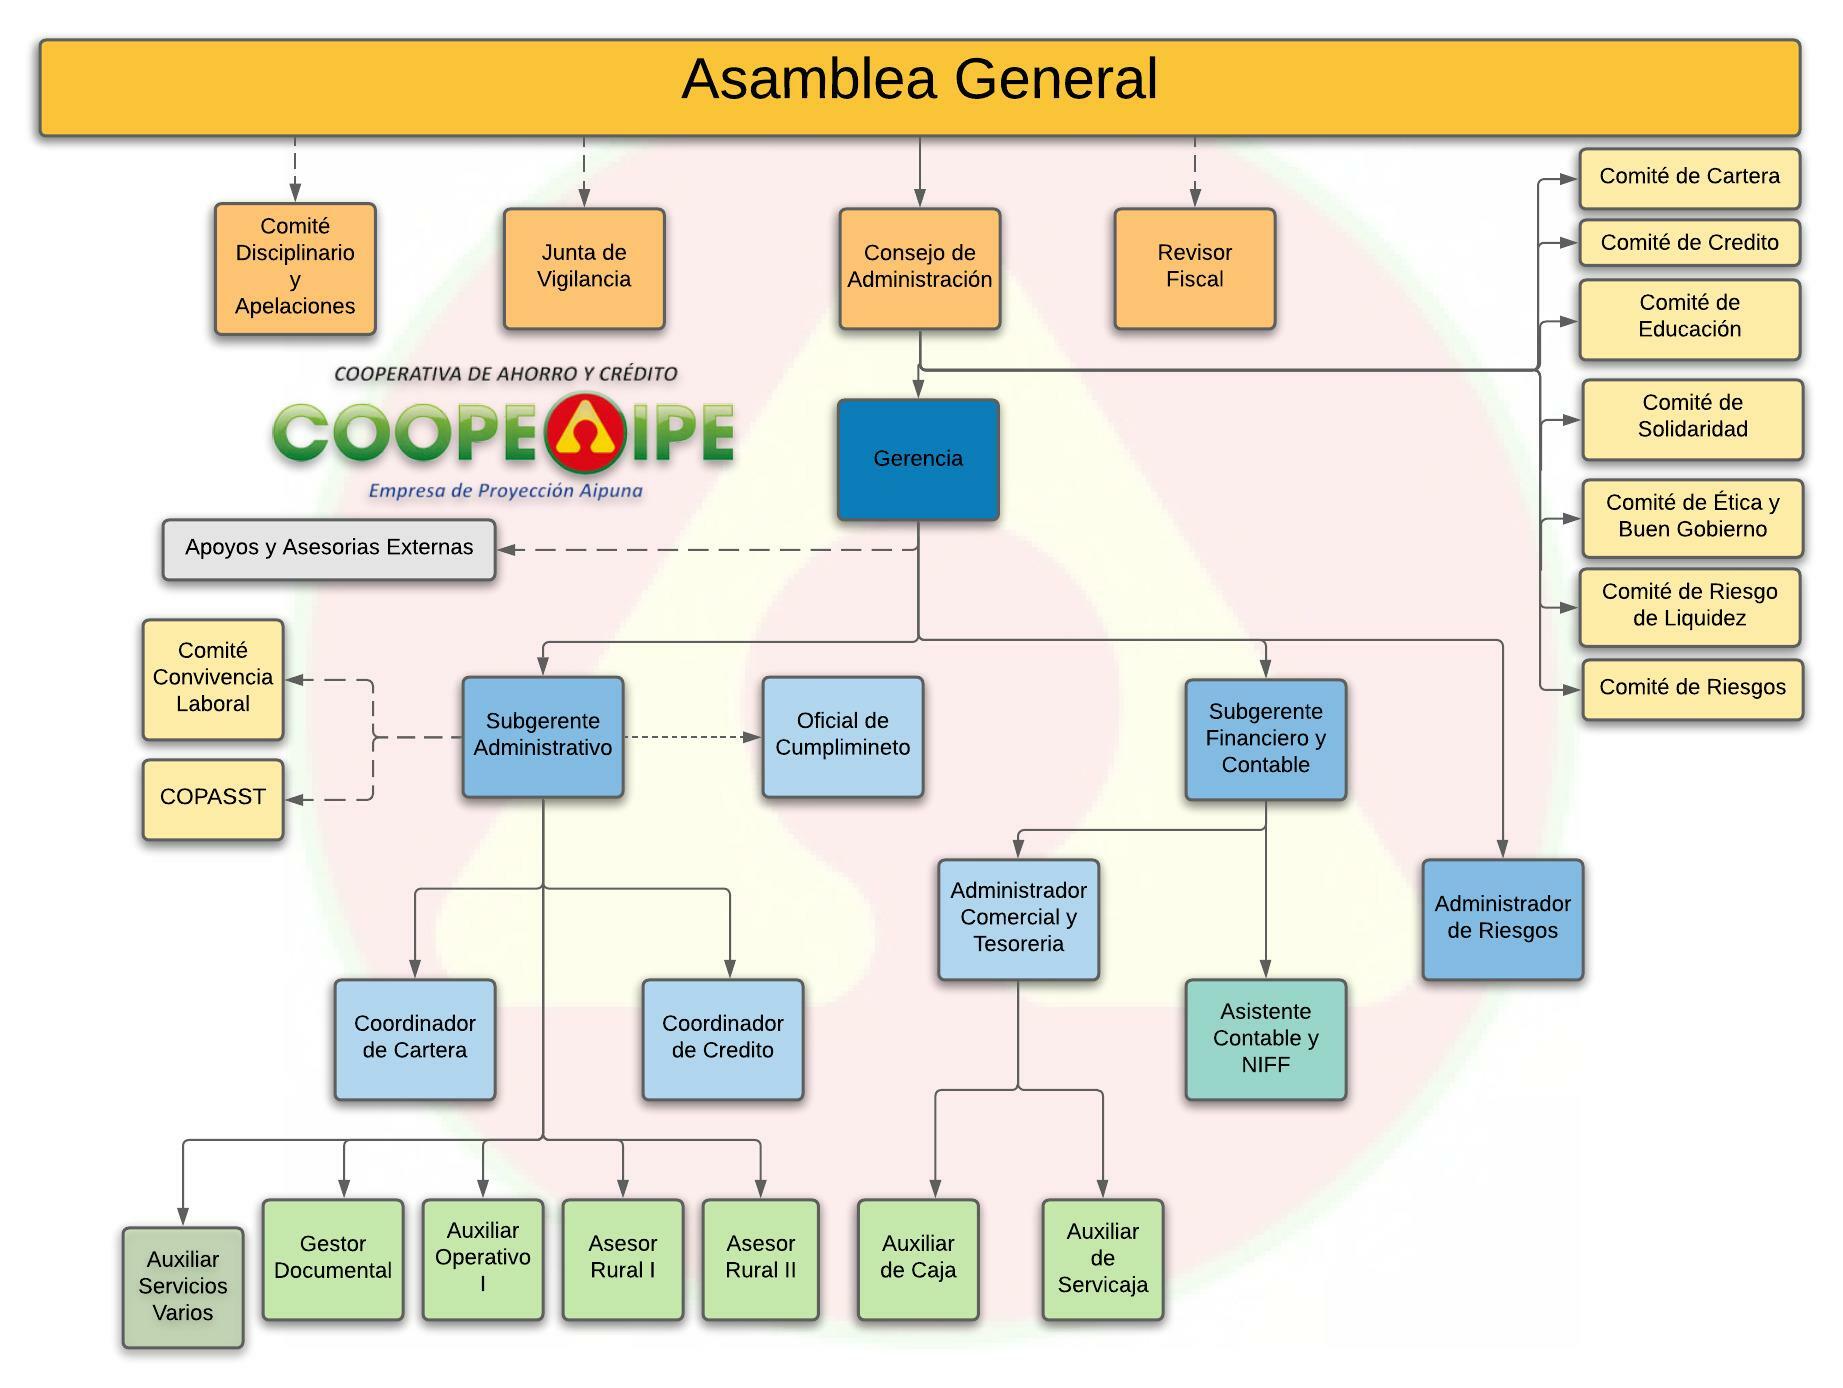 Asamblea General
Comité de Cartera
Comité de Credito
Comité
Disciplinario
y
Apelaciones
Junta de
Vigilancia
Consejo de
Administración
Revisor
Fiscal
Comité de
Educación
COOPERATIVA DE AHORRO Y CRÉDITO
COOPEAIPE
Empresa de Proyección Aipuna
Gerencia
Comité de
Solidaridad
Comité de Ética y
Buen Gobierno
Apoyos y Asesorias Externas
Comité de Riesgo
de Liquidez
Comité de Riesgos
Comité
Convivencia
Laboral
COPASST
Subgerente
Administrativo
Oficial de
Cumplimineto
Subgerente
Financiero y
Contable
Administrador
Comercial y
Tesoreria
Administrador
de Riesgos
Coordinador
de Cartera
Coordinador
de Credito
Asistente
Contable y
NIFF
Auxiliar
Servicios
Varios
Gestor
Documental
Auxiliar
Operativo
I
Asesor
Rural I
Asesor
Rural II
Auxiliar
de Caja
Auxiliar
de
Servicaja